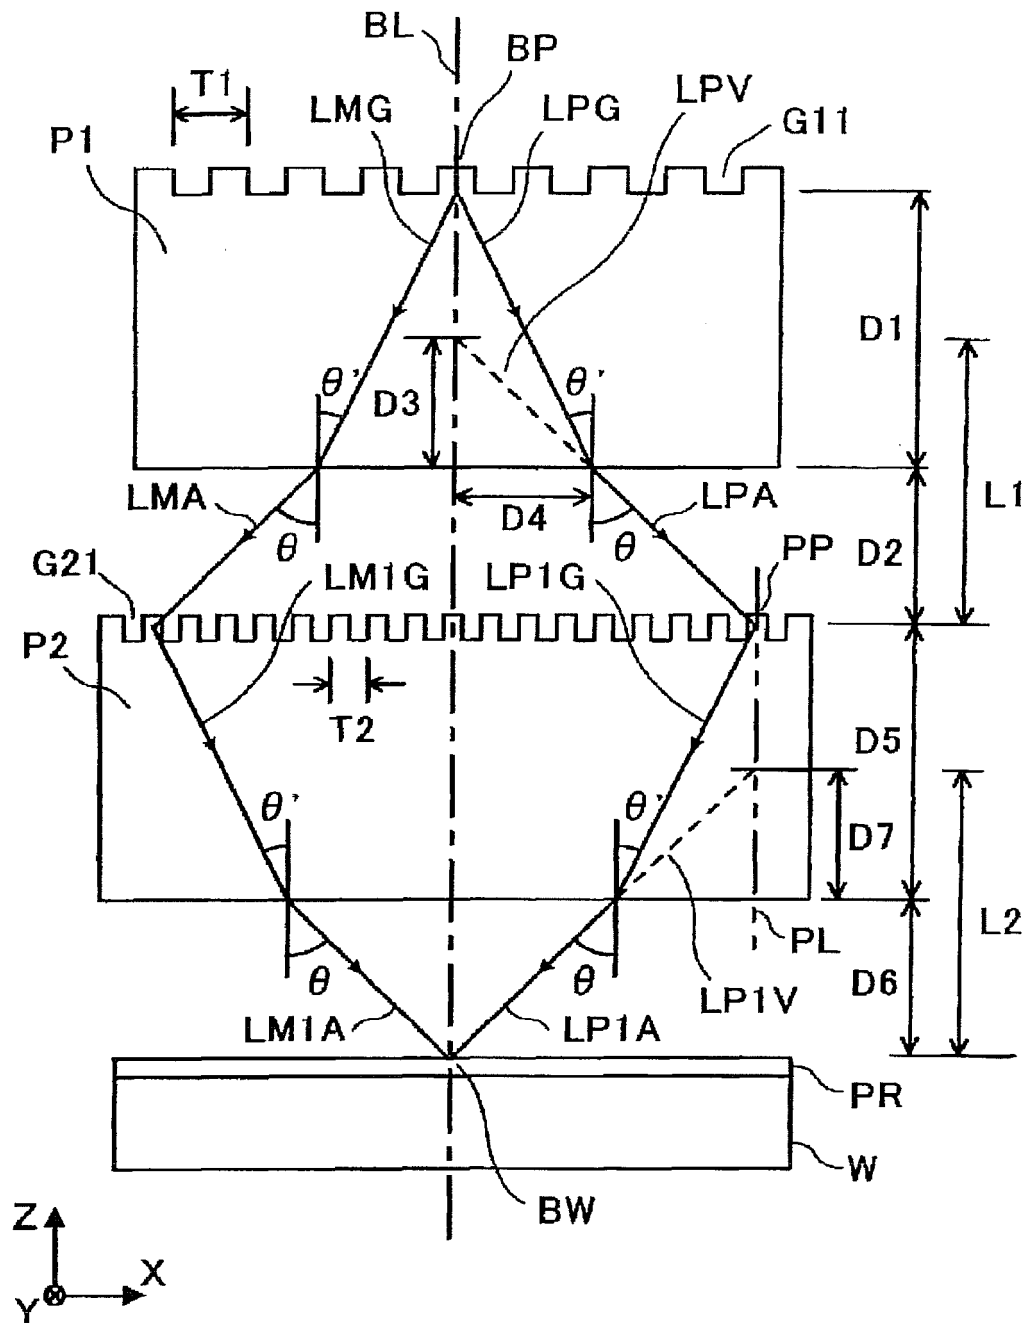 BL
BP
LPV
T1
LMG
LPG
G11
P1
D1
θ'
D3
θ'
L1
LMA
D4
LPA
θ
θ
D2
PP
G21
LM1G
LP1G
P2
T2
D5
θ'
θ'
D7
L2
PL
θ
θ
D6
LP1V
LM1A
LP1A
PR
W
BW
Z
X
Y